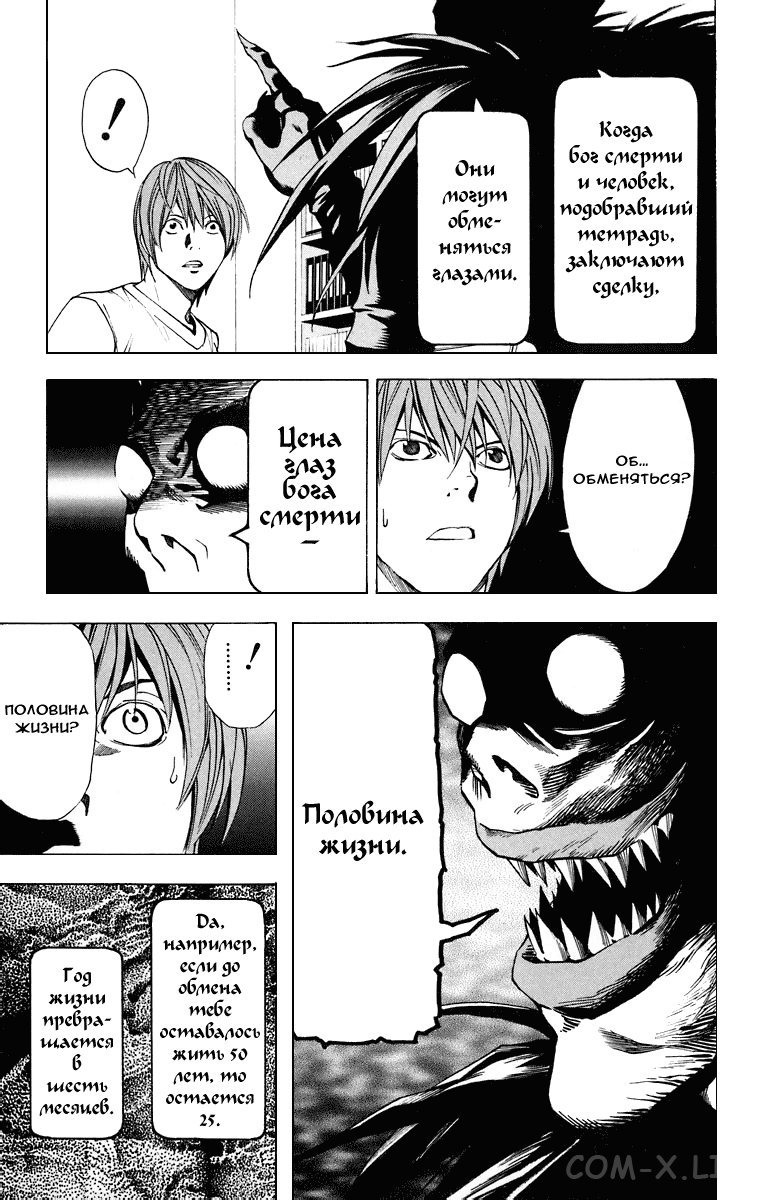 Когда
бог смерти
и человек,
подобравший
тетрадь,
заключают
сделку,
Они
могут
обме-
няться
глазами.
!
Об...
обменяться?
Цена
глаз
бога
смерти
—
Половина
жизни.
......!
Половина
жизни?
Да,
например,
если до
обмена
тебе
оставалось
жить 50
лет, то
остается
25.
Год
жизни
превра-
щается
в
шесть
месяцев.
COM-X.LI